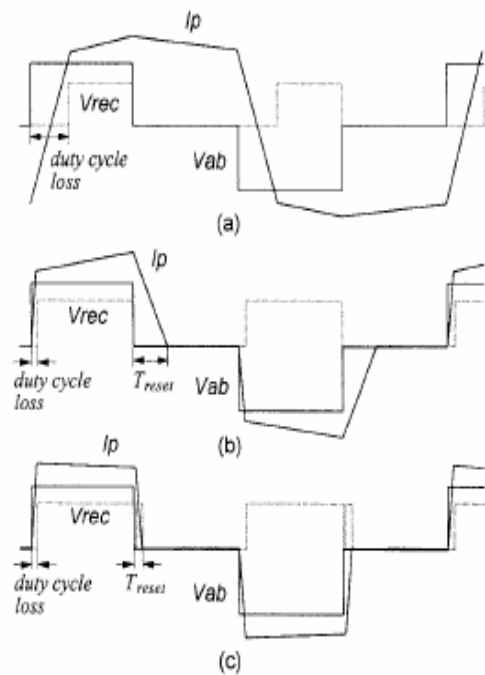 Ip
Vrec
duty cycle
loss
Vab
(a)
Ip
Vrec
duty cycle
loss
Treset
Vab
(b)
Ip
Vrec
duty cycle
loss
Treset
Vab
(c)